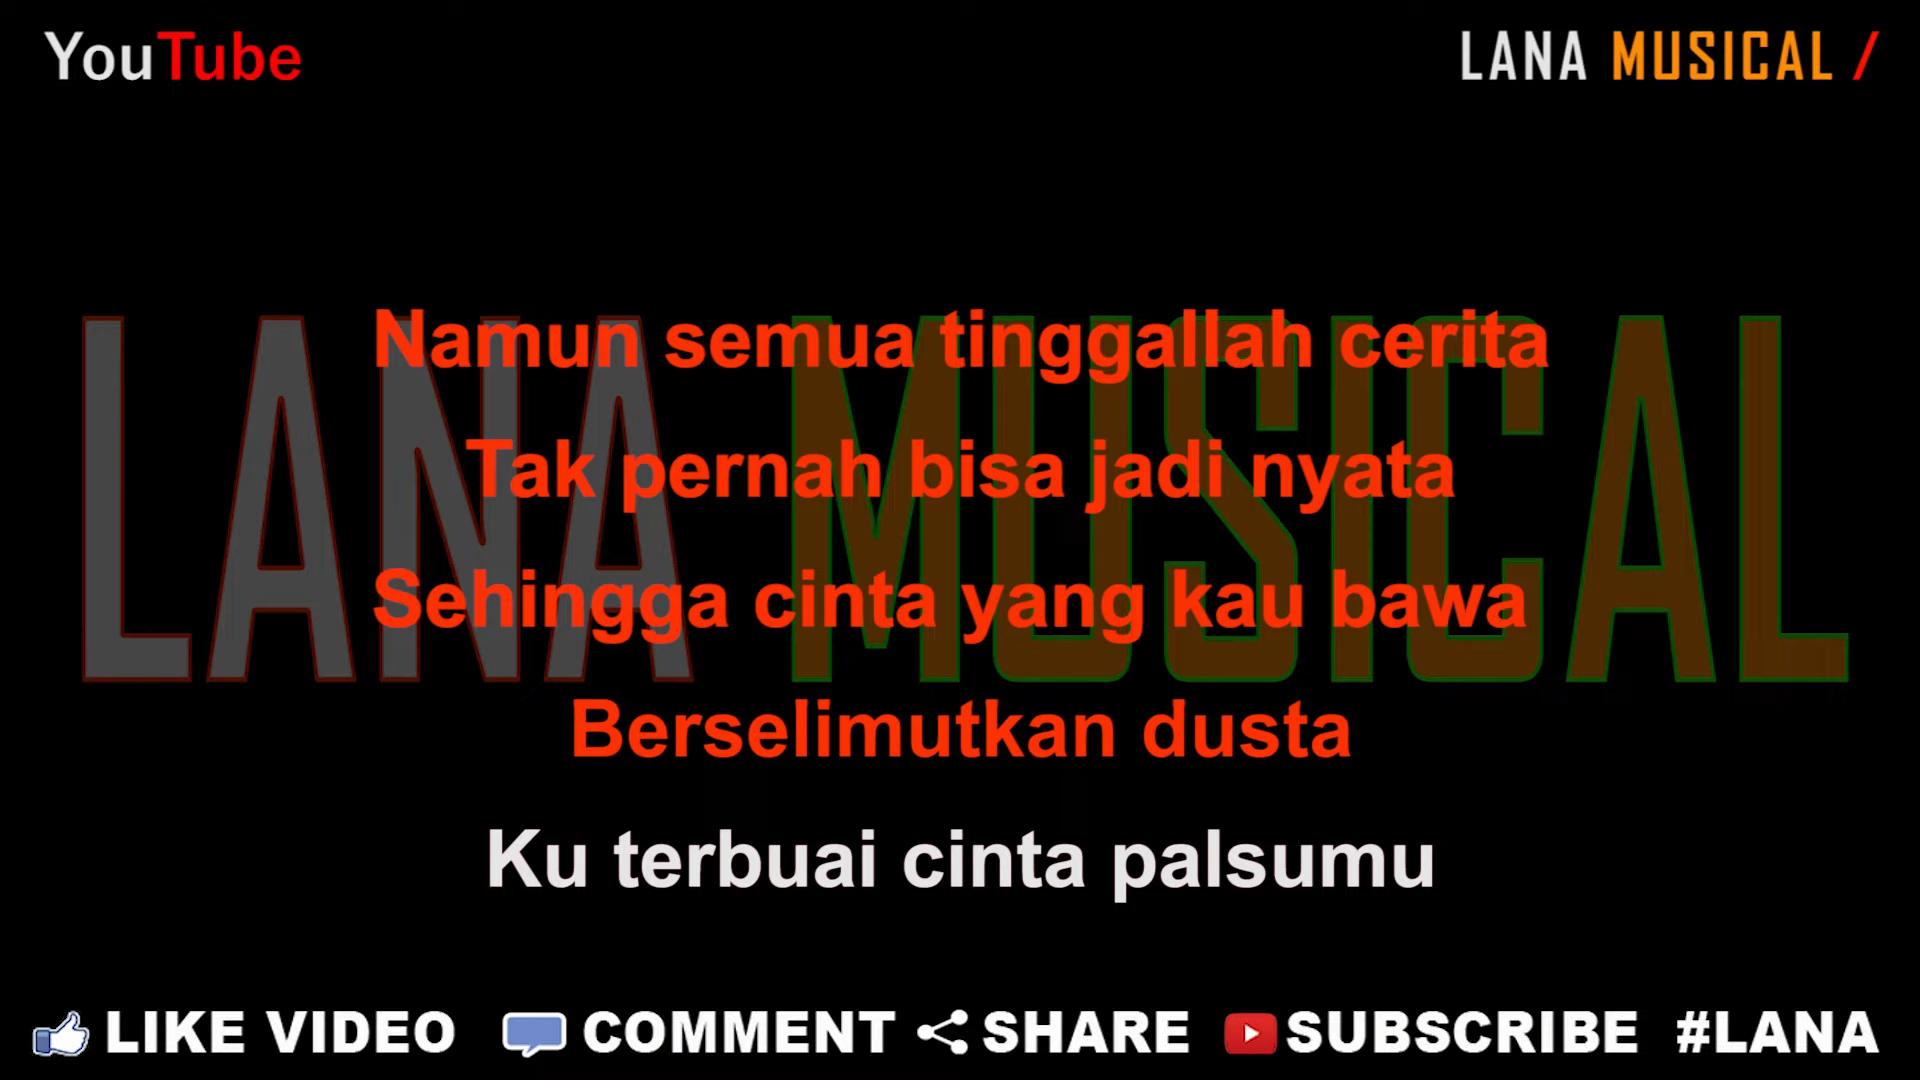 YouTube
LANA MUSICAL /
LANA MUSICAL
Namun semua tinggallah cerita
Tak pernah bisa jadi nyata
Sehingga cinta yang kau bawa
Berselimutkan dusta
Ku terbuai cinta palsumu
LIKE VIDEO COMMENT SHARE SUBSCRIBE #LANA